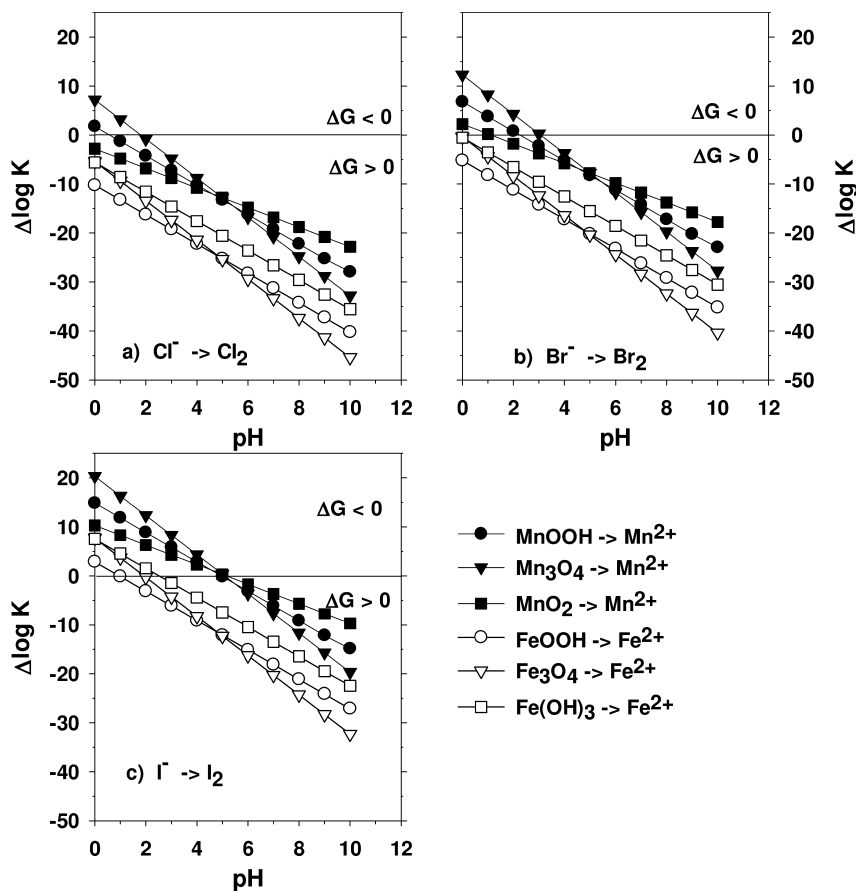 20
10
0
-10
-20
-30
-40
-50
Δlog K
ΔG < 0
ΔG > 0
a) Cl⁻ -> Cl₂
0 2 4 6 8 10 12
pH
20
10
0
-10
-20
-30
-40
-50
Δlog K
ΔG < 0
ΔG > 0
b) Br⁻ -> Br₂
0 2 4 6 8 10 12
pH
20
10
0
-10
-20
-30
-40
-50
Δlog K
ΔG < 0
ΔG > 0
c) I⁻ -> I₂
0 2 4 6 8 10 12
pH
MnOOH -> Mn²⁺
Mn₃O₄ -> Mn²⁺
MnO₂ -> Mn²⁺
FeOOH -> Fe²⁺
Fe₃O₄ -> Fe²⁺
Fe(OH)₃ -> Fe²⁺